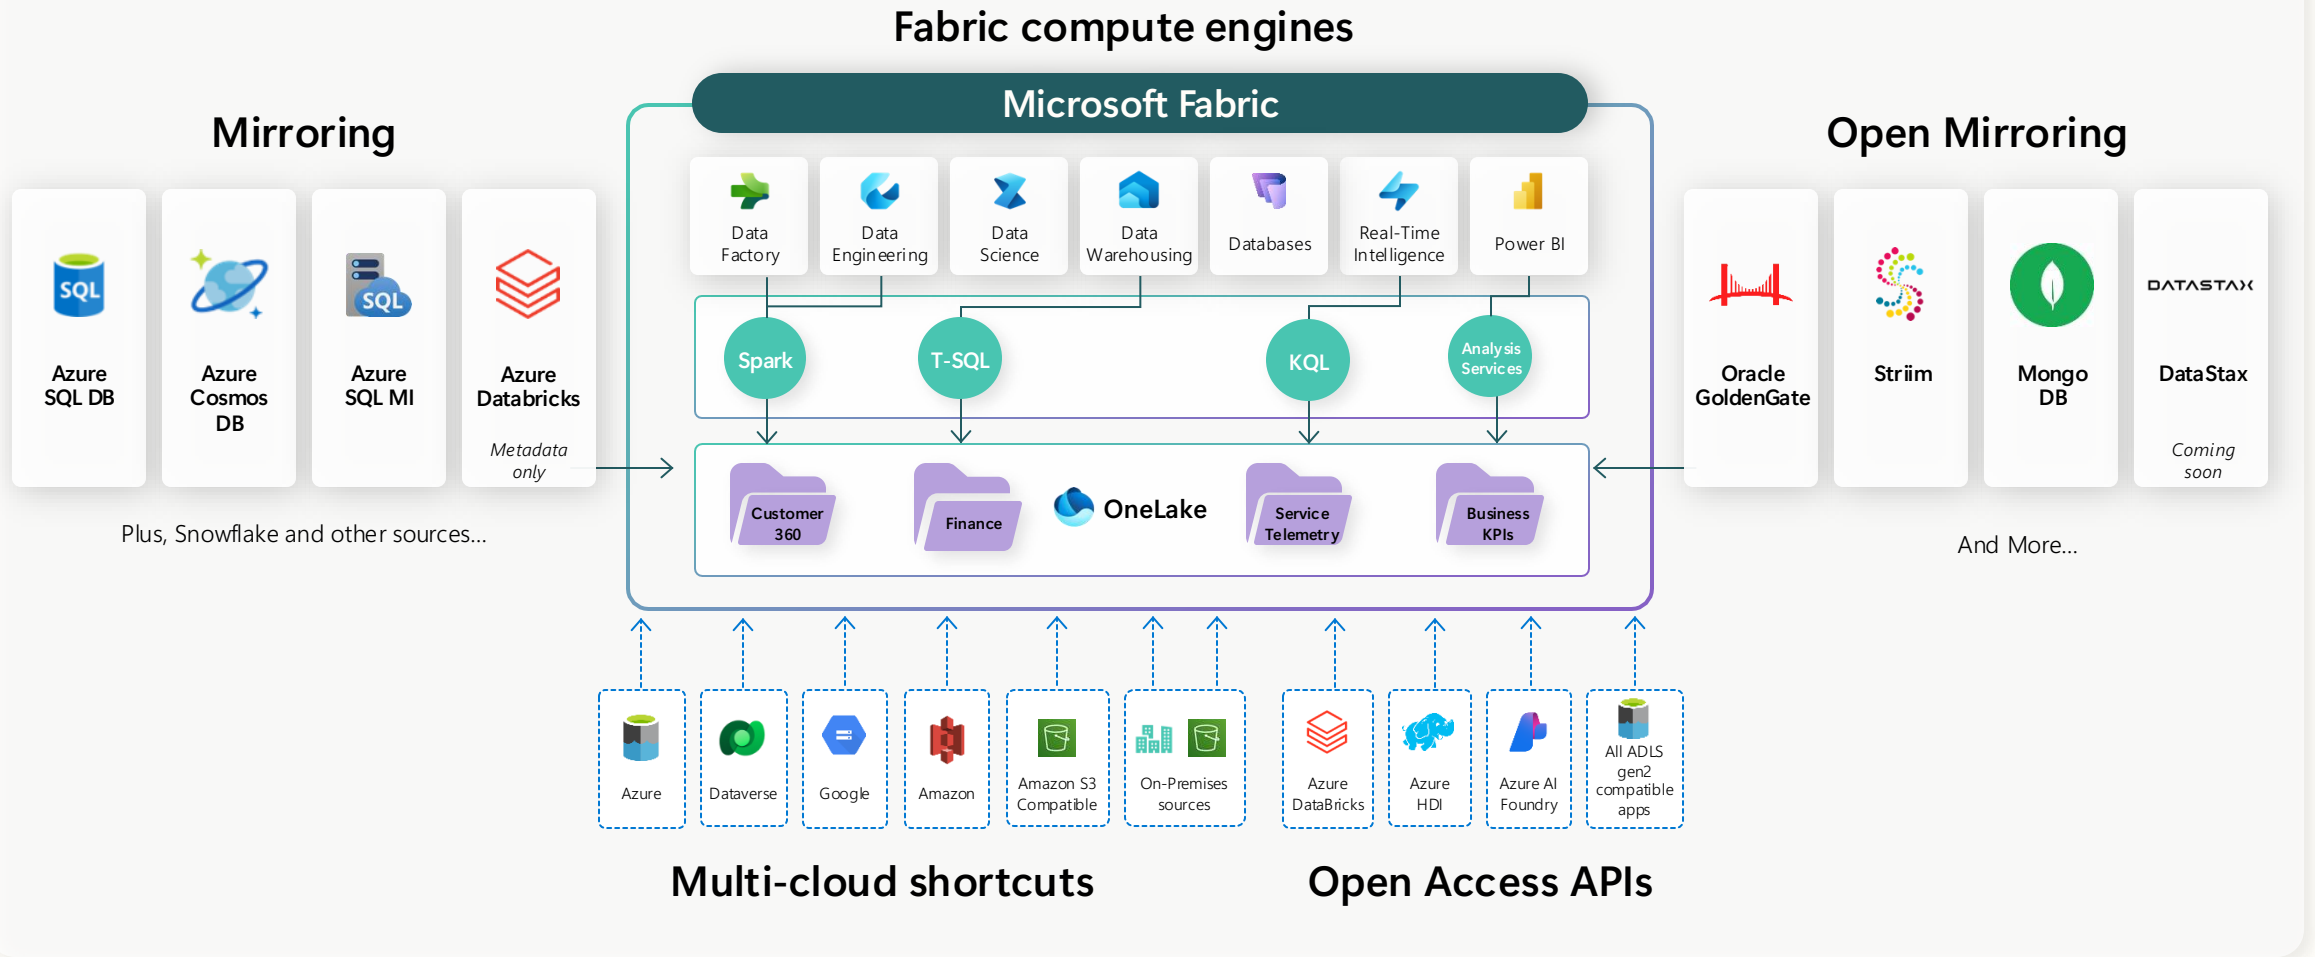 Fabric compute engines
Microsoft Fabric
Mirroring
Azure
SQL DB
Azure
Cosmos
DB
Azure
SQL MI
Azure
Databricks
Metadata
only
SQL
SQL
Plus, Snowflake and other sources...
Data
Factory
Data
Engineering
Data
Science
Data
Warehousing
Databases
Real-Time
Intelligence
Power BI
Spark
T-SQL
KQL
Analysis
Services
Customer
360
Finance
OneLake
Service
Telemetry
Business
KPIs
Open Mirroring
Oracle
GoldenGate
Striim
Mongo
DB
DATASTAX
DataStax
Coming
soon
And More...
Azure
Dataverse
Google
Amazon
Amazon S3
Compatible
On-Premises
sources
Azure
DataBricks
Azure
HDI
Azure AI
Foundry
All ADLS
gen2
compatible
apps
Multi-cloud shortcuts
Open Access APIs